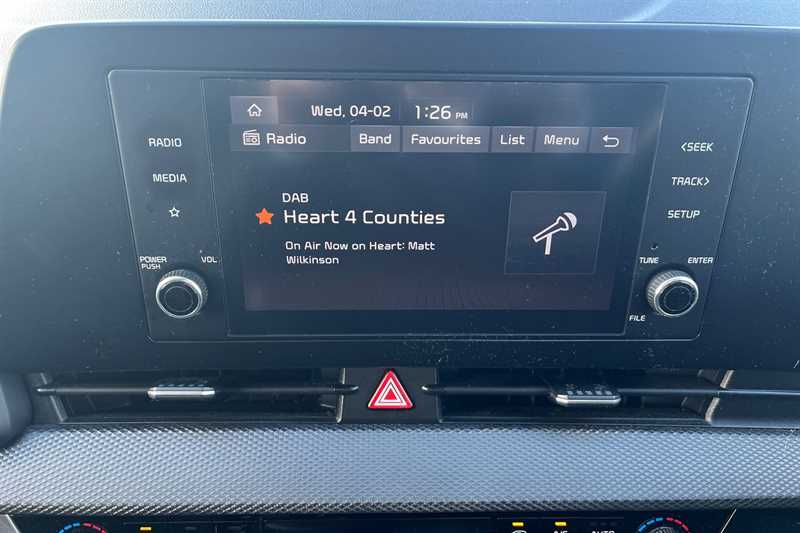 Wed, 04-02 1:26 PM
RADIO
Radio Band Favourites List Menu
<SEEK
MEDIA
TRACK>
DAB
Heart 4 Counties
SETUP
On Air Now on Heart: Matt
Wilkinson
POWER VOL
PUSH
TUNE ENTER
FILE
AUTO